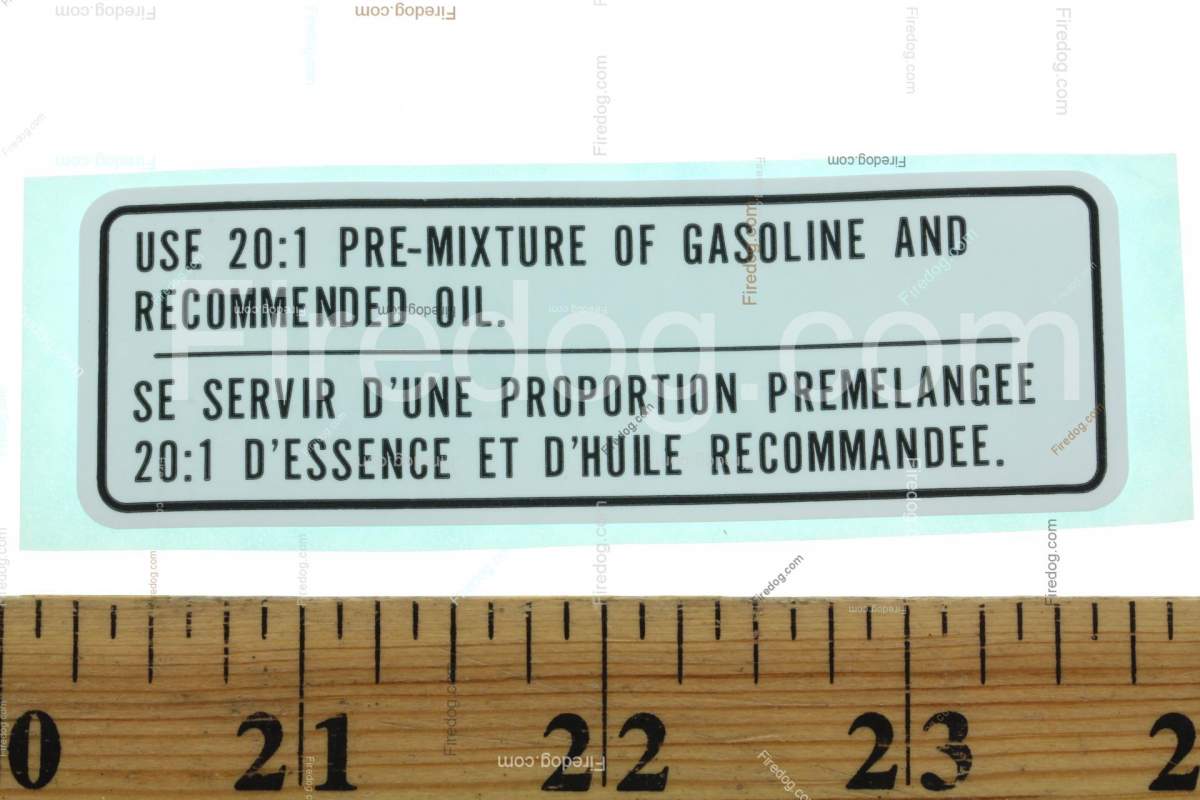 USE 20:1 PRE-MIXTURE OF GASOLINE AND
RECOMMENDED OIL.
SE SERVIR D'UNE PROPORTION PREMELANGEE
20:1 D'ESSENCE ET D'HUILE RECOMMANDEE.
Firedog.com
0 21 22 23 2